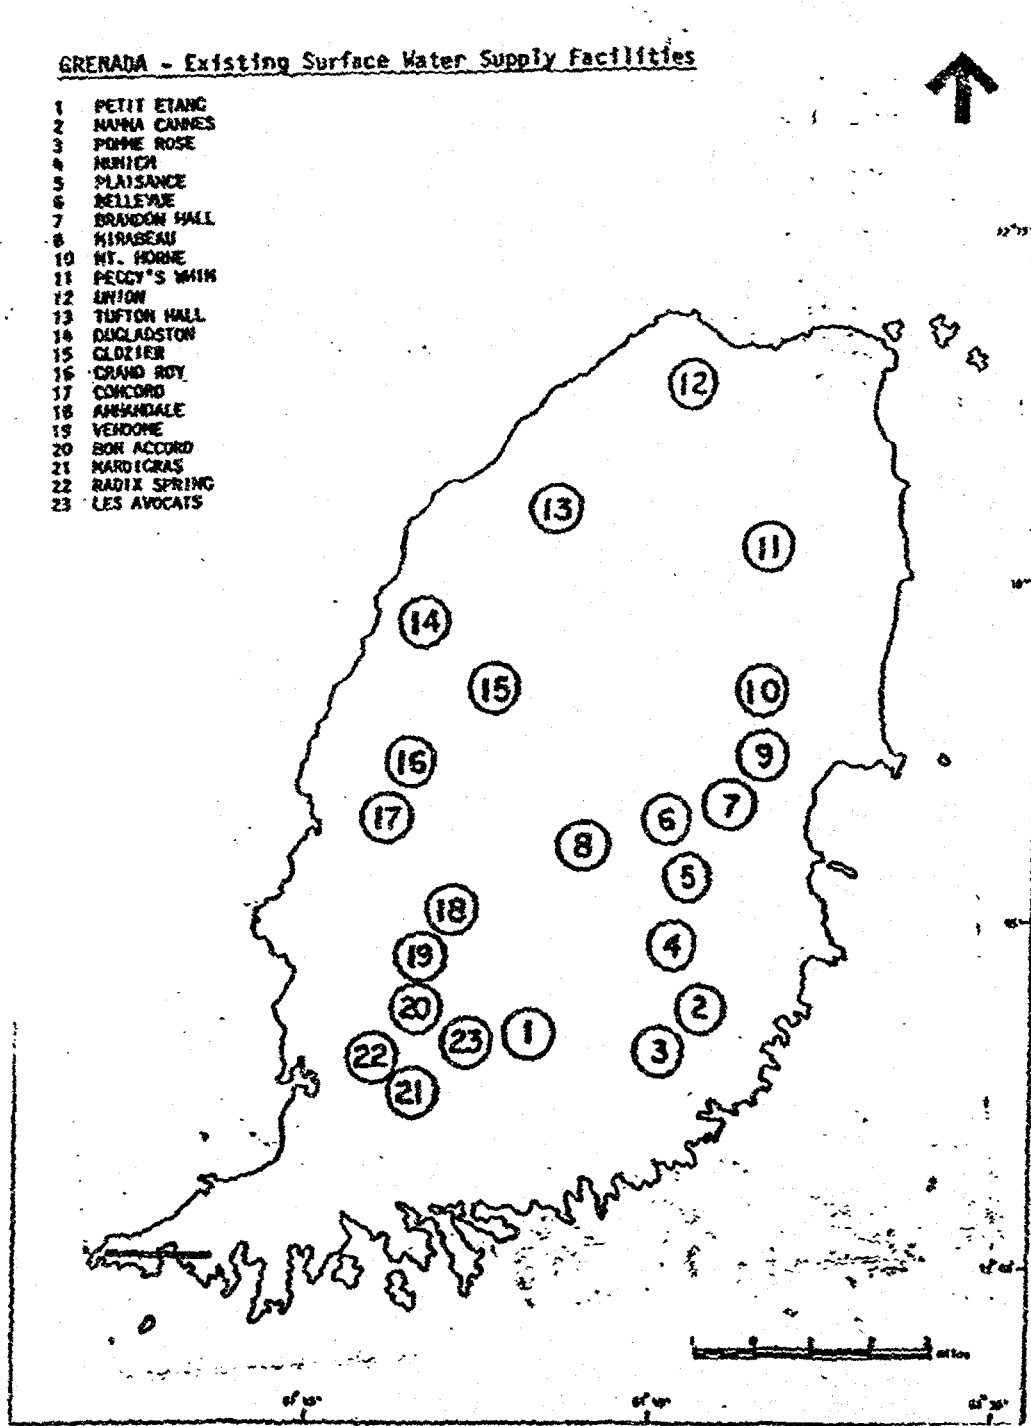 GRENADA - Existing Surface Water Supply Facilities
1 PETIT ETANG
2 MAMMA CANNES
3 POMME ROSE
4 MUNICH
5 PLAISANCE
6 BELLEVUE
7 BRANDON HALL
8 MIRABEAU
10 MT. HORNE
11 PEGGY'S WHIM
12 UNION
13 TUFTON HALL
14 DUGLADSTON
15 CLOZIER
16 GRAND ROY
17 CONCORD
18 ANNANDALE
19 VENDOME
20 BON ACCORD
21 MARDIGRAS
22 RADIX SPRING
23 LES AVOCATS
12
13
11
14
15
10
16
9
17
6
7
8
5
18
19
4
20
2
23
1
22
3
21
miles